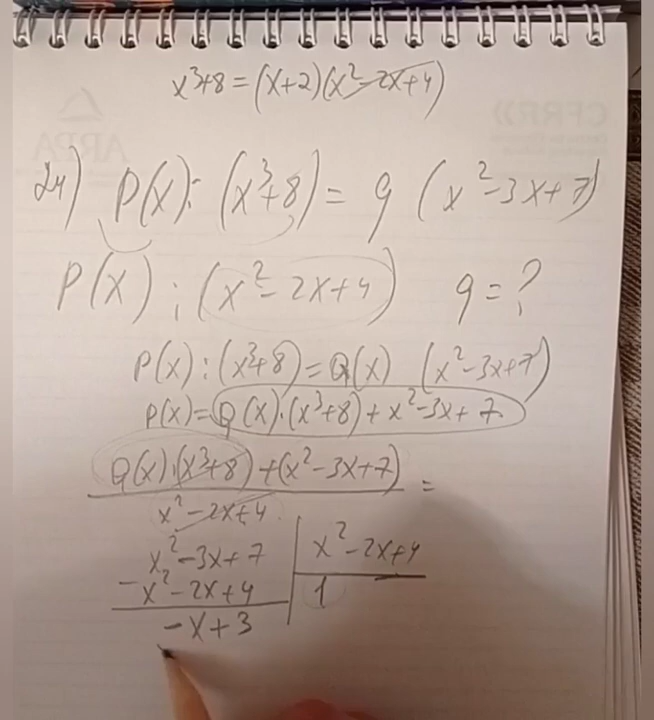 x³+8=(x+2)(x²-2x+4)
24) P(x): (x³+8)= q (x²-3x+7)
P(x) : (x²-2x+4) q=?
P(x):(x³+8)=Q(x) (x²-3x+7)
P(x)=Q(x)·(x³+8)+x²-3x+7.
Q(x)·(x³+8)+(x²-3x+7) =
x²-2x+4
x²-3x+7 | x²-2x+4
-x²-2x+4 | 1
-x+3